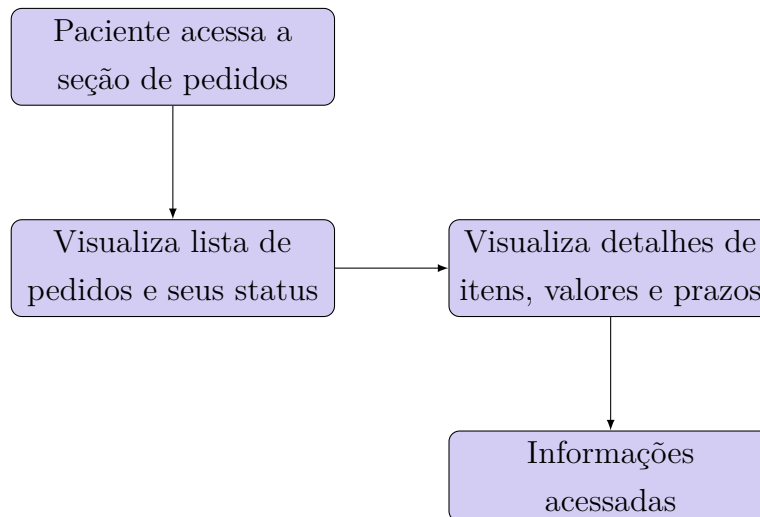 Paciente acessa a
seção de pedidos
Visualiza lista de
pedidos e seus status
Visualiza detalhes de
itens, valores e prazos
Informações
acessadas